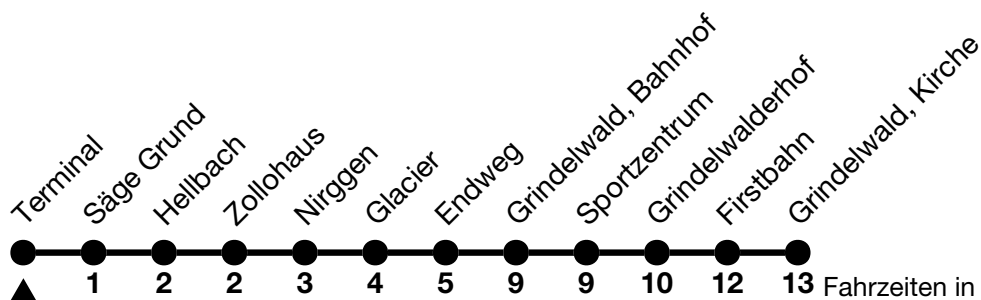 Terminal
Säge Grund
Hellbach
Zollohaus
Nirggen
Glacier
Endweg
Grindelwald, Bahnhof
Sportzentrum
Grindelwalderhof
Firstbahn
Grindelwald, Kirche
1 2 2 3 4 5 9 9 10 12 13 Fahrzeiten in